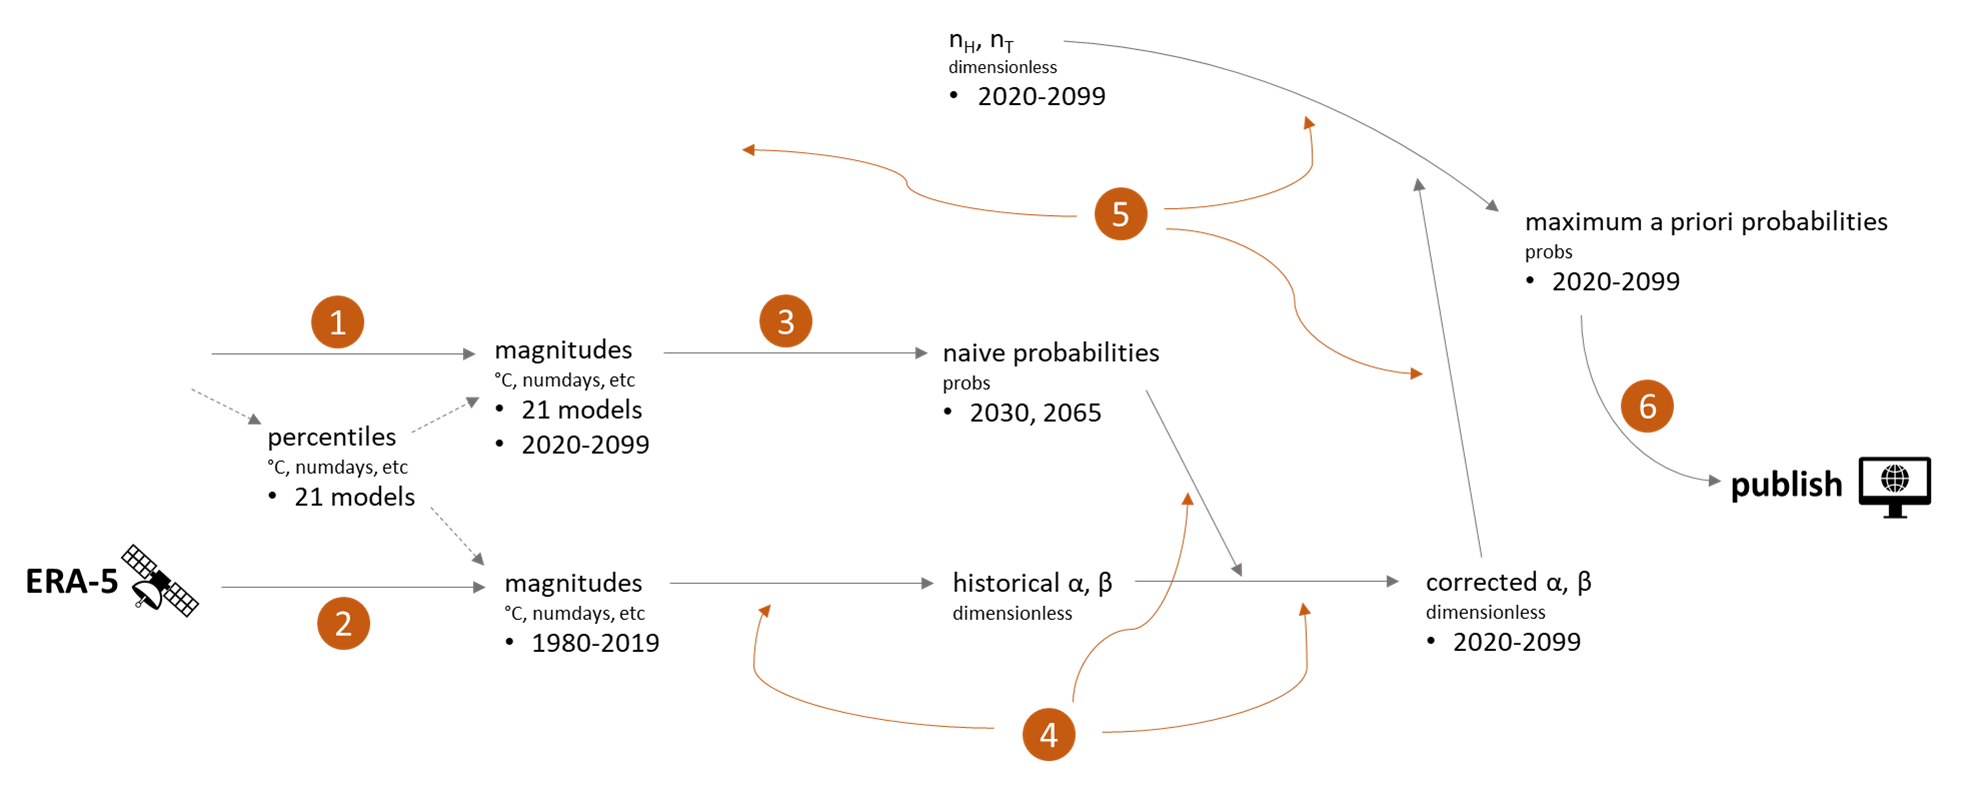 n_H, n_T
dimensionless
• 2020-2099
5
maximum a priori probabilities
probs
• 2020-2099
1
magnitudes
°C, numdays, etc
• 21 models
• 2020-2099
3
naive probabilities
probs
• 2030, 2065
percentiles
°C, numdays, etc
• 21 models
6
publish
ERA-5
2
magnitudes
°C, numdays, etc
• 1980-2019
historical α, β
dimensionless
corrected α, β
dimensionless
• 2020-2099
4